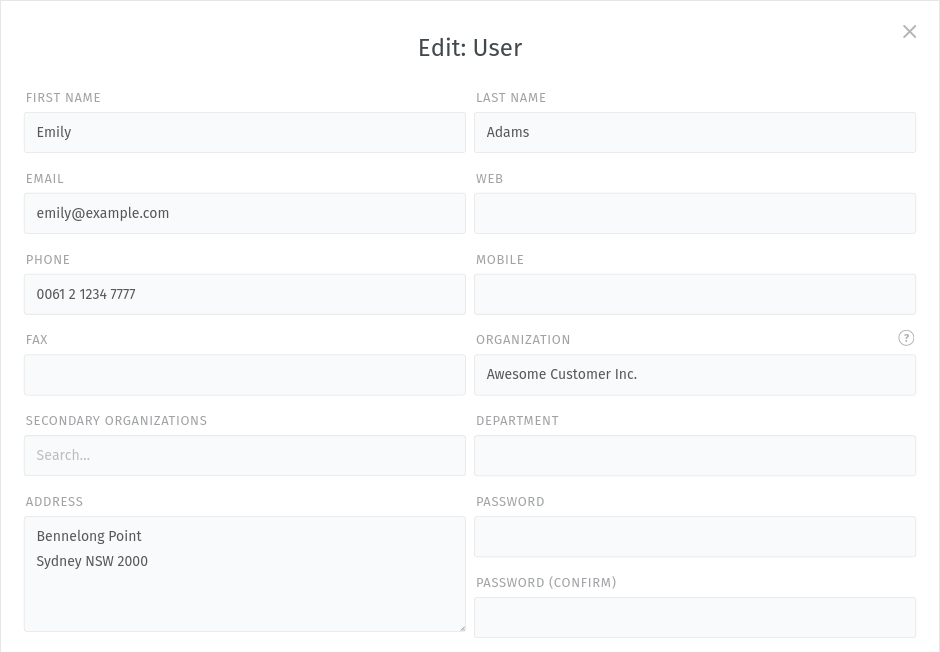 Edit: User
FIRST NAME
Emily
LAST NAME
Adams
EMAIL
emily@example.com
WEB
PHONE
0061 2 1234 7777
MOBILE
FAX
ORGANIZATION
?
Awesome Customer Inc.
SECONDARY ORGANIZATIONS
Search...
DEPARTMENT
ADDRESS
Bennelong Point
Sydney NSW 2000
PASSWORD
PASSWORD (CONFIRM)